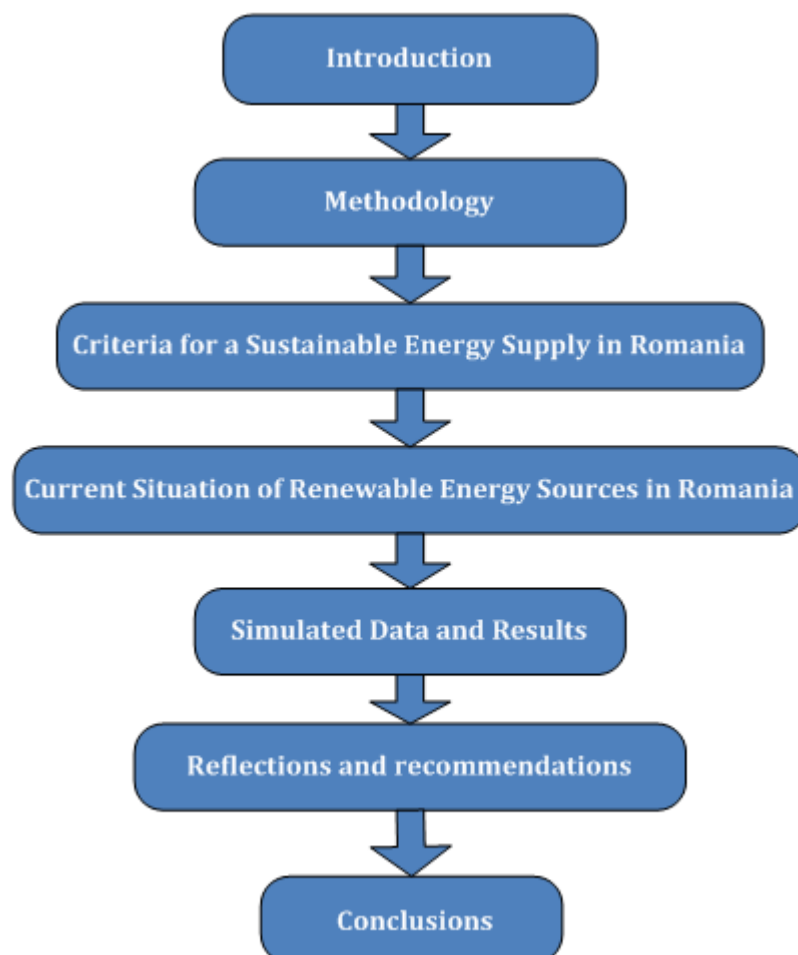 Introduction
Methodology
Criteria for a Sustainable Energy Supply in Romania
Current Situation of Renewable Energy Sources in Romania
Simulated Data and Results
Reflections and recommendations
Conclusions